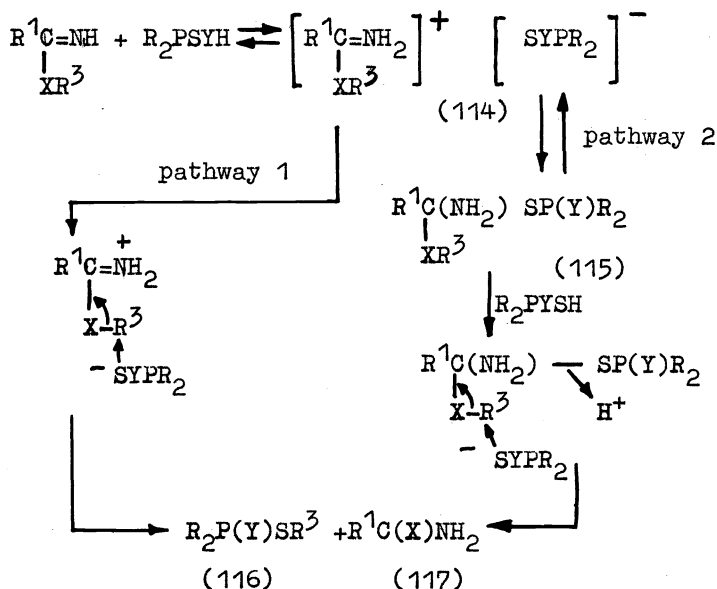 R¹C=NH + R₂PSYH ⇌ [R¹C=NH₂]⁺ [SYPR₂]⁻
XR³ XR³
(114)
pathway 2
pathway 1
R¹C(NH₂) SP(Y)R₂
XR³
(115)
R¹C=NH₂
+
R₂PYSH
X-R³
R¹C(NH₂) — SP(Y)R₂
− SYPR₂
X-R³ H⁺
− SYPR₂
R₂P(Y)SR³ +R¹C(X)NH₂
(116) (117)